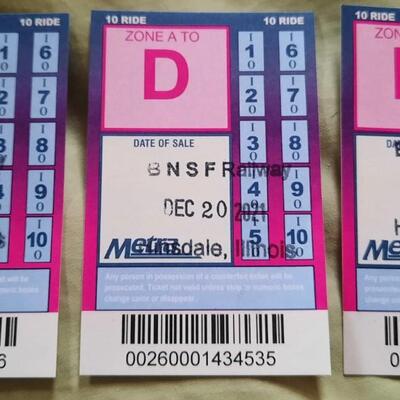 10 RIDE
10 RIDE 10 RIDE
10 RIDE
ZONE A TO
D
1 6
2 7
3 8
4 9
5 10
DATE OF SALE
BNSF Railway
DEC 20 2021
Hinsdale, Illinois
Metra
Any person in possession of a counterfeit ticket will be
prosecuted. Ticket not valid unless strip or numeric boxes
change color or disappear.
00260001434535